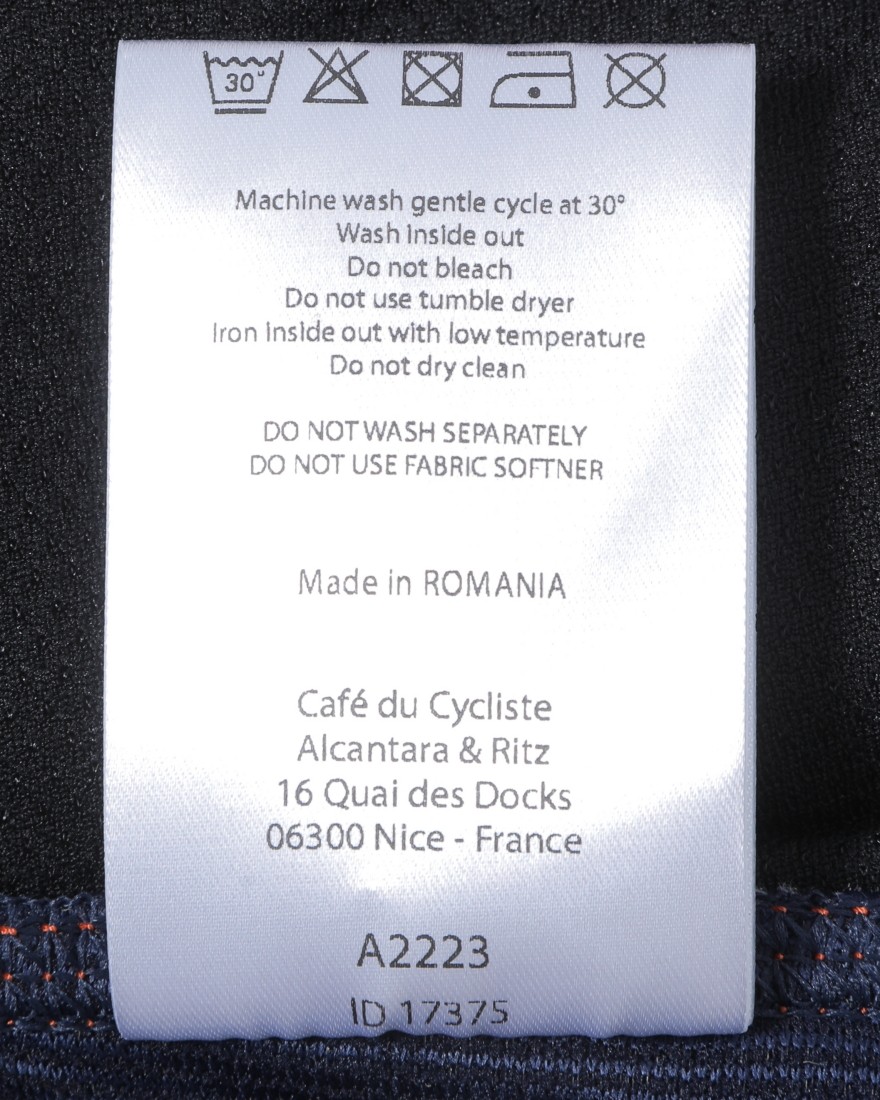 30°
Machine wash gentle cycle at 30°
Wash inside out
Do not bleach
Do not use tumble dryer
Iron inside out with low temperature
Do not dry clean
DO NOT WASH SEPARATELY
DO NOT USE FABRIC SOFTNER
Made in ROMANIA
Café du Cycliste
Alcantara & Ritz
16 Quai des Docks
06300 Nice - France
A2223
ID 17375